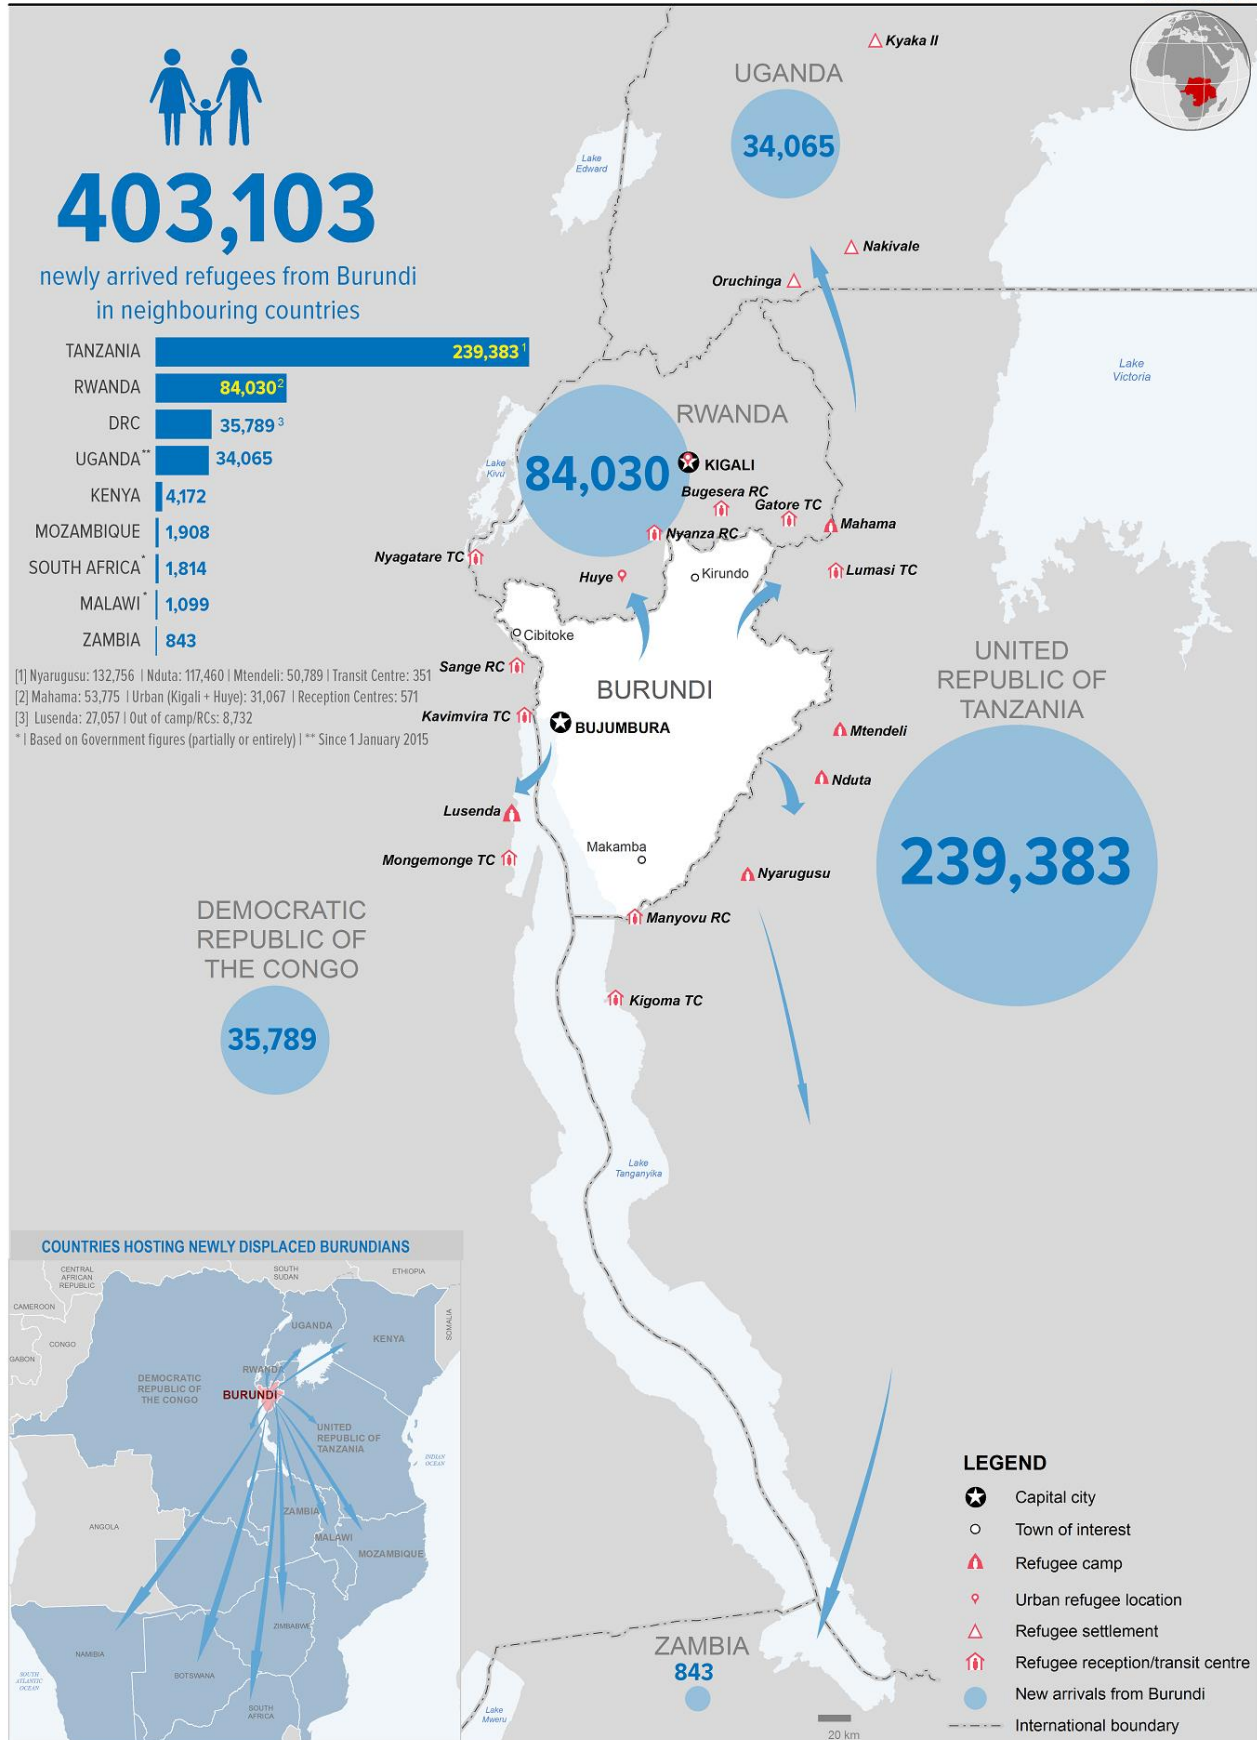 403,103
newly arrived refugees from Burundi
in neighbouring countries
TANZANIA 239,383 1
RWANDA 84,030 2
DRC 35,789 3
UGANDA** 34,065
KENYA 4,172
MOZAMBIQUE 1,908
SOUTH AFRICA* 1,814
MALAWI* 1,099
ZAMBIA 843
[1] Nyarugusu: 132,756 | Nduta: 117,460 | Mtendeli: 50,789 | Transit Centre: 351
[2] Mahama: 53,775 | Urban (Kigali + Huye): 31,067 | Reception Centres: 571
[3] Lusenda: 27,057 | Out of camp/RCs: 8,732
* | Based on Government figures (partially or entirely) | ** Since 1 January 2015
Kyaka II
UGANDA
34,065
Lake
Edward
Nakivale
Oruchinga
Lake
Victoria
RWANDA
84,030
Lake
Kivu
KIGALI
Bugesera RC
Gatore TC
Mahama
Nyanza RC
Nyagatare TC
Huye
Kirundo
Lumasi TC
Cibitoke
Sange RC
BURUNDI
UNITED
REPUBLIC OF
TANZANIA
239,383
Kavimvira TC
BUJUMBURA
Mtendeli
Nduta
Lusenda
Makamba
Mongemonge TC
Nyarugusu
Manyovu RC
DEMOCRATIC
REPUBLIC OF
THE CONGO
35,789
Kigoma TC
Lake
Tanganyika
ZAMBIA
843
Lake
Mweru
20 km
COUNTRIES HOSTING NEWLY DISPLACED BURUNDIANS
CENTRAL
AFRICAN
REPUBLIC
SOUTH
SUDAN
ETHIOPIA
CAMEROON
CONGO
GABON
SOMALIA
UGANDA
KENYA
RWANDA
DEMOCRATIC
REPUBLIC OF
THE CONGO
BURUNDI
UNITED
REPUBLIC OF
TANZANIA
INDIAN
OCEAN
ANGOLA
ZAMBIA
MALAWI
MOZAMBIQUE
ZIMBABWE
NAMIBIA
BOTSWANA
SOUTH
ATLANTIC
OCEAN
SOUTH
AFRICA
LEGEND
Capital city
Town of interest
Refugee camp
Urban refugee location
Refugee settlement
Refugee reception/transit centre
New arrivals from Burundi
International boundary